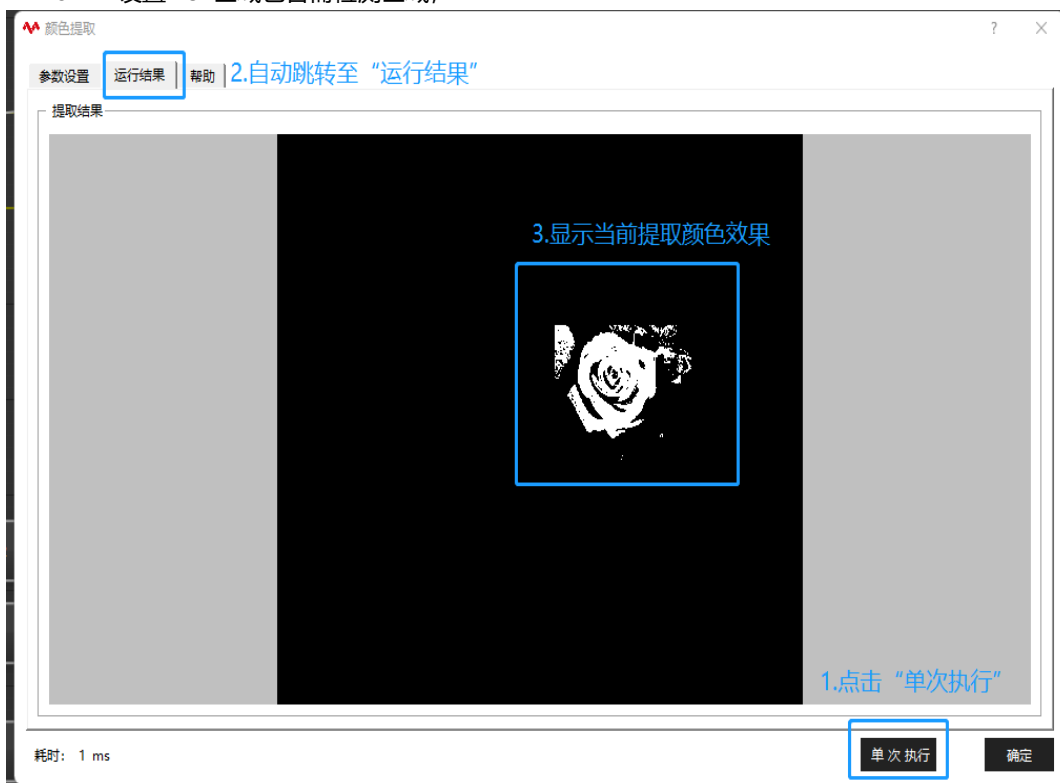 颜色提取
参数设置 运行结果 帮助 2.自动跳转至“运行结果”
提取结果
3.显示当前提取颜色效果
1.点击“单次执行”
耗时： 1 ms
单次执行 确定